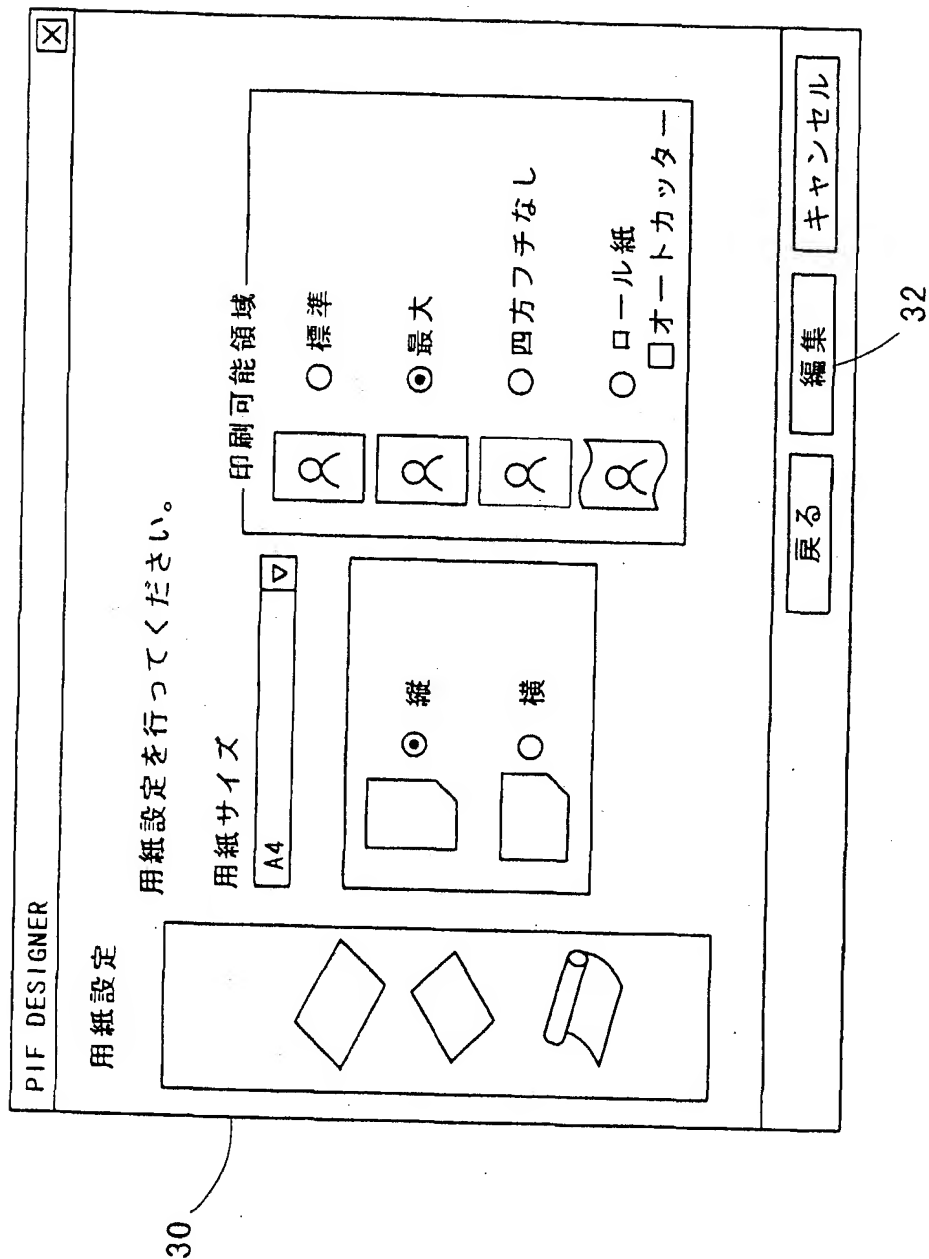 PIF DESIGNER
用紙設定
用紙設定を行ってください。
用紙サイズ
A4
縦
横
印刷可能領域
標準
最大
四方フチなし
ロール紙
オートカッター
戻る
編集
キャンセル
30
32